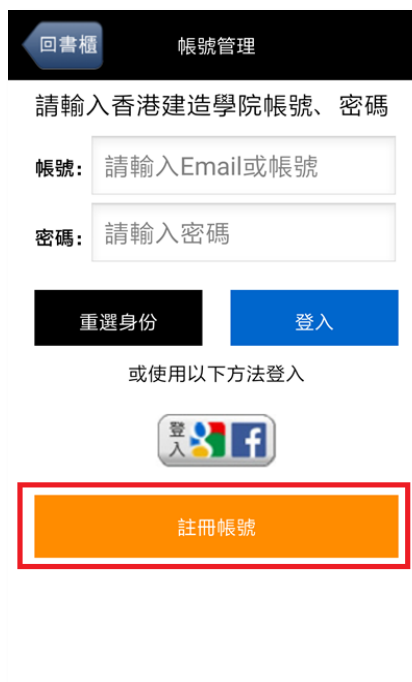 回書櫃
帳號管理
請輸入香港建造學院帳號、密碼
帳號:
請輸入Email或帳號
密碼:
請輸入密碼
重選身份
登入
或使用以下方法登入
登入
註冊帳號